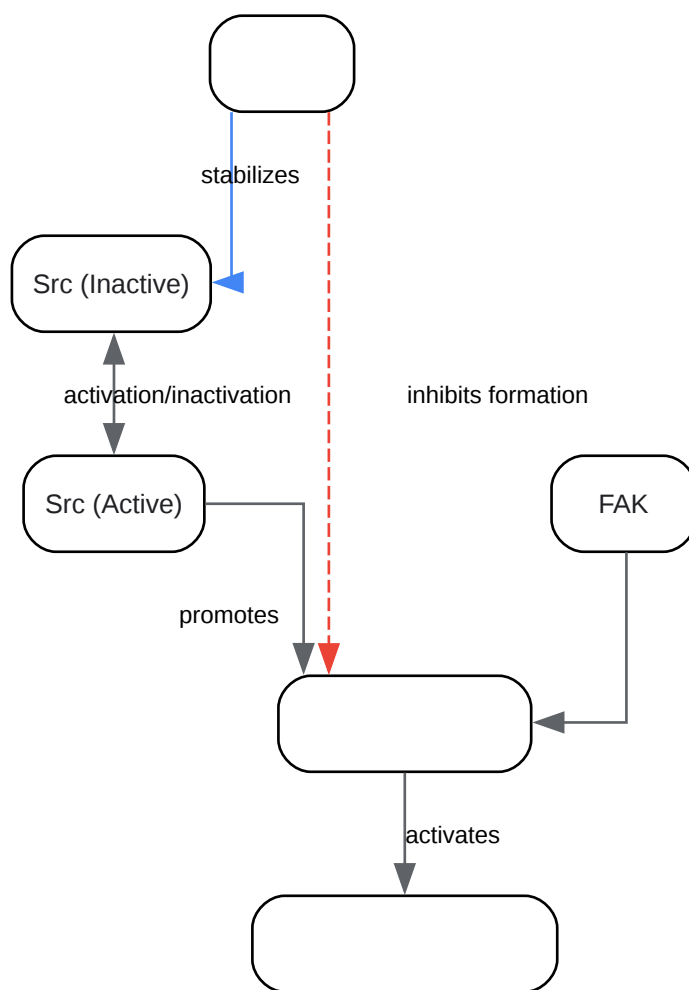 stabilizes
Src (Inactive)
activation/inactivation
inhibits formation
Src (Active)
FAK
promotes
activates